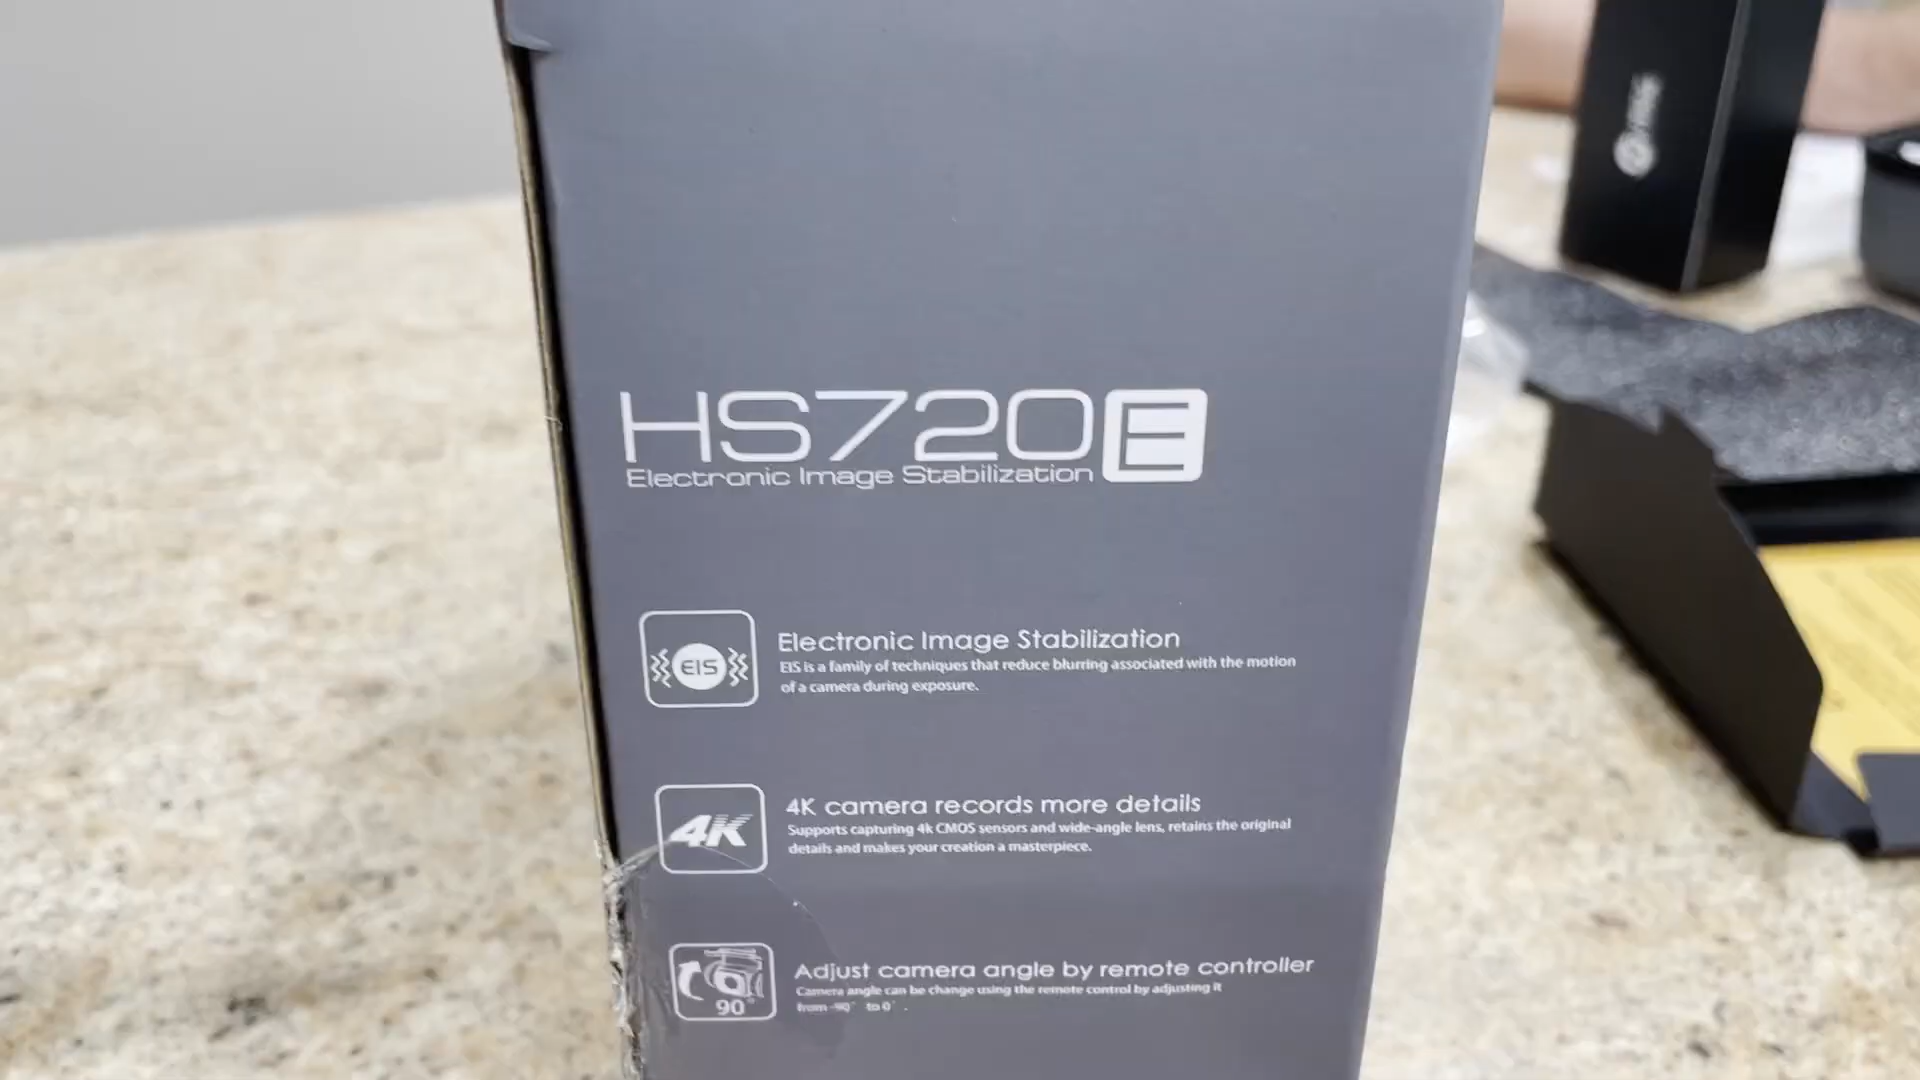 HS720E
Electronic Image Stabilization
EIS
Electronic Image Stabilization
EIS is a family of techniques that reduce blurring associated with the motion
of a camera during exposure.
4K
4K camera records more details
Supports capturing 4k CMOS sensors and wide-angle lens, retains the original
details and makes your creation a masterpiece.
90°
Adjust camera angle by remote controller
Camera angle can be change using the remote control by adjusting it
from -90° to 0°.